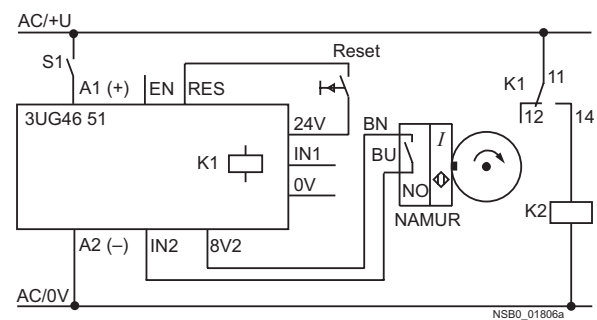 AC/+U
S1
A1 (+)
EN
RES
Reset
3UG46 51
24V
IN1
0V
K1
A2 (–)
IN2
8V2
BN
BU
NO
I
NAMUR
K1
11
12
14
K2
AC/0V
NSB0_01806a